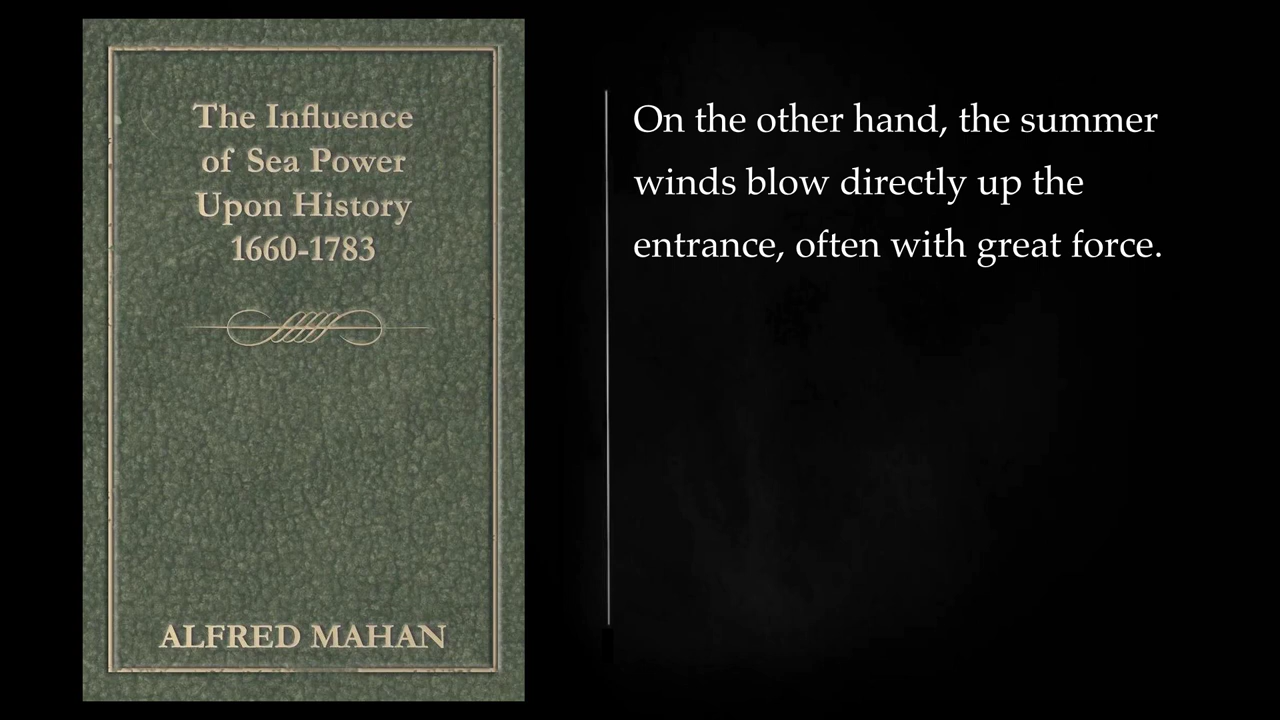 The Influence
of Sea Power
Upon History
1660-1783
ALFRED MAHAN
On the other hand, the summer
winds blow directly up the
entrance, often with great force.